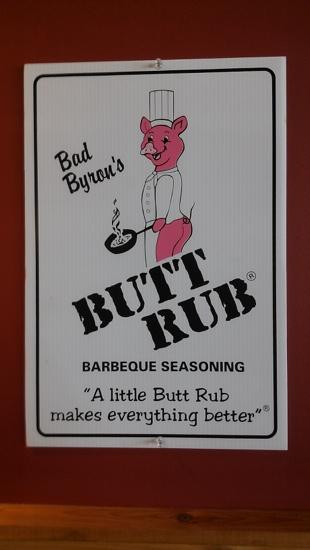 Bad
Byron's
BUTT
RUB®
BARBEQUE SEASONING
"A little Butt Rub
makes everything better"®